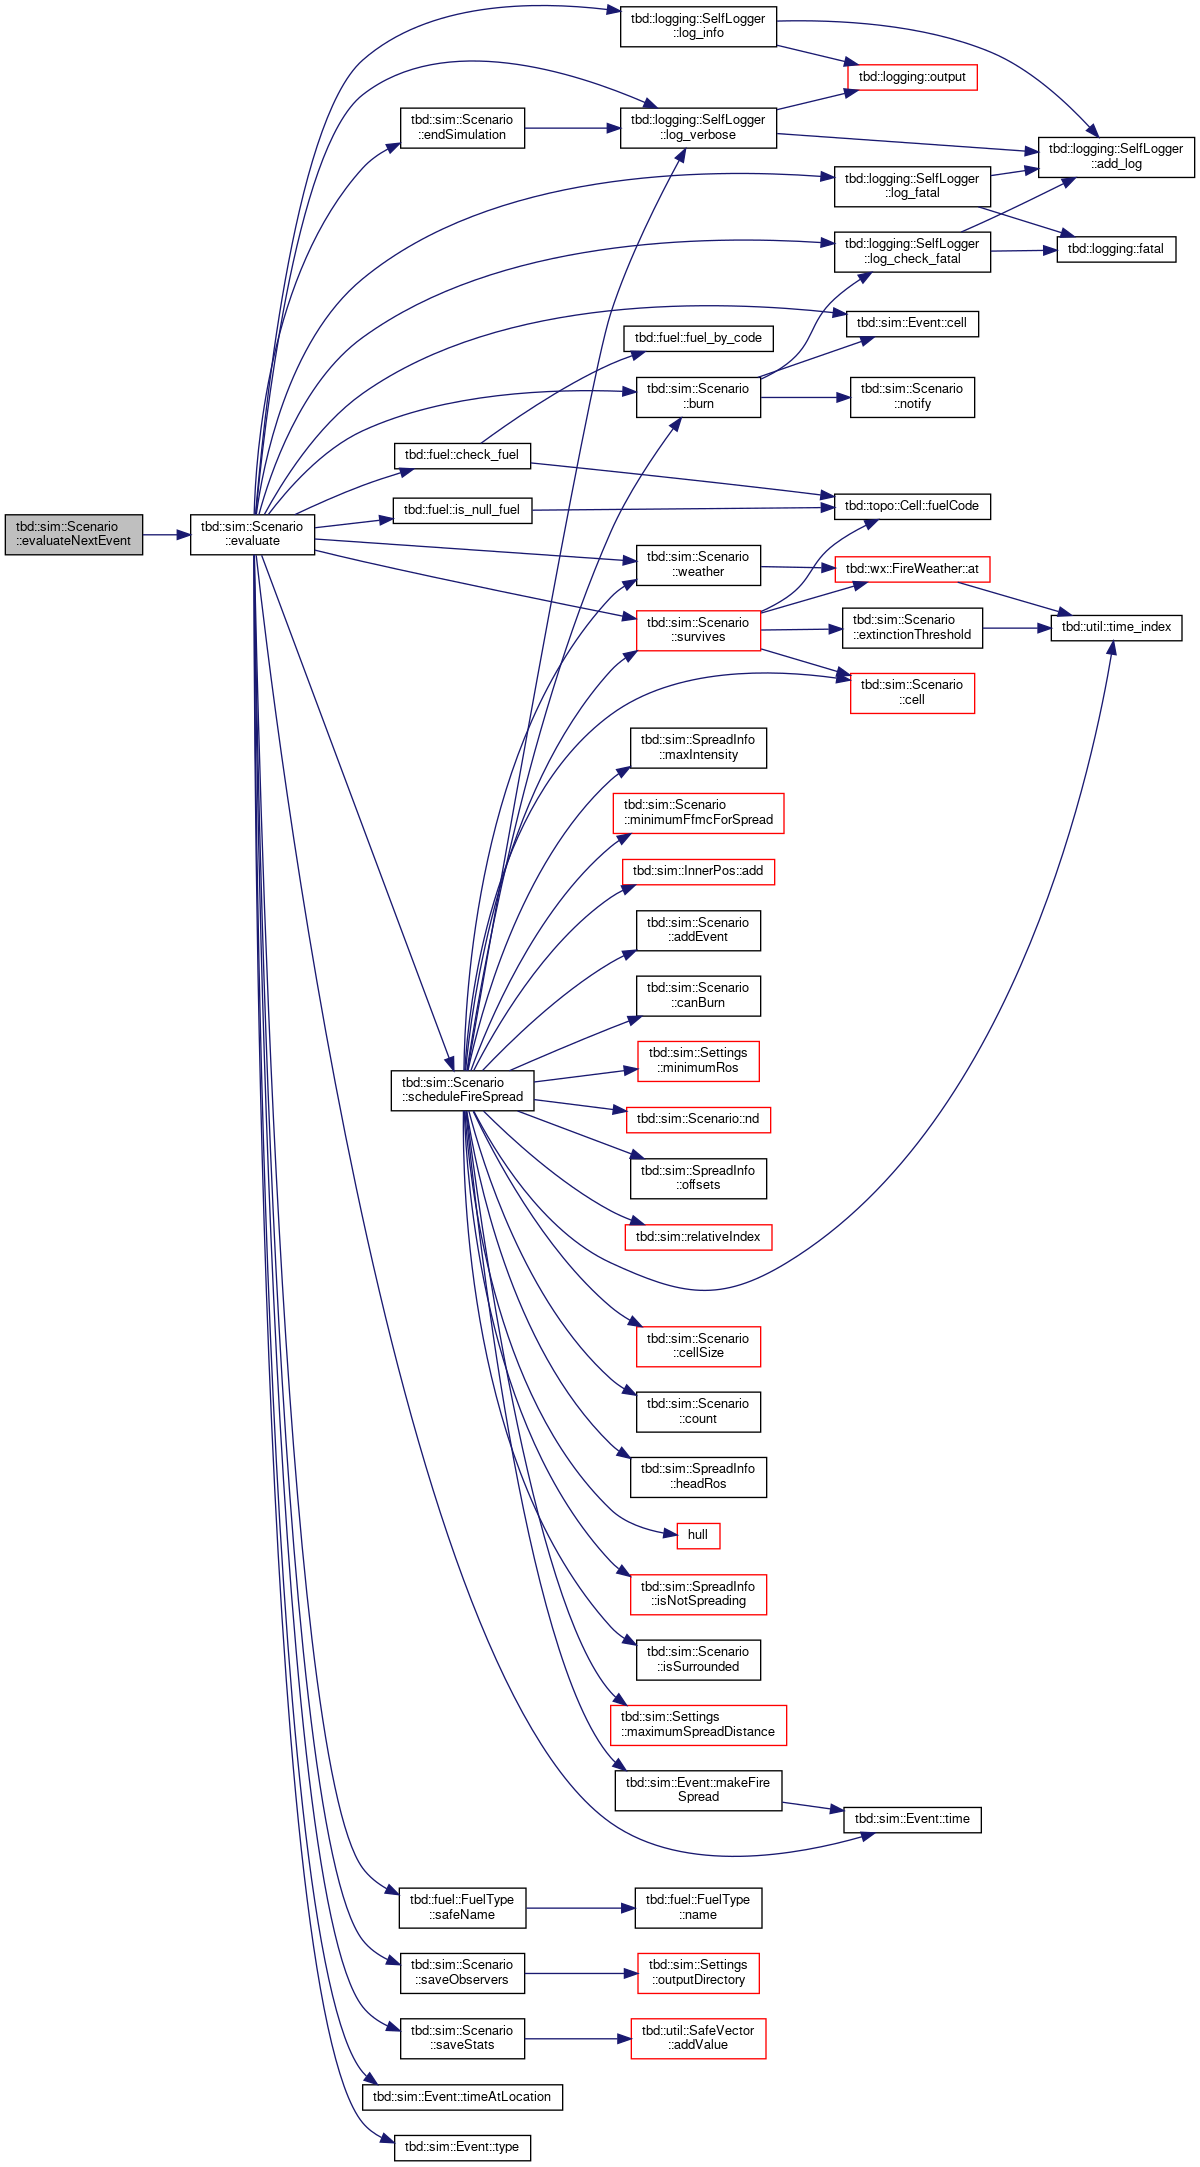 tbd::sim::Scenario
::evaluateNextEvent
tbd::sim::Scenario
::evaluate
tbd::logging::SelfLogger
::log_info
tbd::logging::output
tbd::sim::Scenario
::endSimulation
tbd::logging::SelfLogger
::log_verbose
tbd::logging::SelfLogger
::add_log
tbd::logging::SelfLogger
::log_fatal
tbd::logging::SelfLogger
::log_check_fatal
tbd::logging::fatal
tbd::sim::Event::cell
tbd::fuel::fuel_by_code
tbd::sim::Scenario
::burn
tbd::sim::Scenario
::notify
tbd::fuel::check_fuel
tbd::fuel::is_null_fuel
tbd::topo::Cell::fuelCode
tbd::sim::Scenario
::weather
tbd::wx::FireWeather::at
tbd::sim::Scenario
::survives
tbd::sim::Scenario
::extinctionThreshold
tbd::util::time_index
tbd::sim::Scenario
::cell
tbd::sim::SpreadInfo
::maxIntensity
tbd::sim::Scenario
::minimumFfmcForSpread
tbd::sim::InnerPos::add
tbd::sim::Scenario
::addEvent
tbd::sim::Scenario
::canBurn
tbd::sim::Settings
::minimumRos
tbd::sim::Scenario
::scheduleFireSpread
tbd::sim::Scenario::nd
tbd::sim::SpreadInfo
::offsets
tbd::sim::relativeIndex
tbd::sim::Scenario
::cellSize
tbd::sim::Scenario
::count
tbd::sim::SpreadInfo
::headRos
hull
tbd::sim::SpreadInfo
::isNotSpreading
tbd::sim::Scenario
::isSurrounded
tbd::sim::Settings
::maximumSpreadDistance
tbd::sim::Event::makeFire
Spread
tbd::sim::Event::time
tbd::fuel::FuelType
::safeName
tbd::fuel::FuelType
::name
tbd::sim::Scenario
::saveObservers
tbd::sim::Settings
::outputDirectory
tbd::sim::Scenario
::saveStats
tbd::util::SafeVector
::addValue
tbd::sim::Event::timeAtLocation
tbd::sim::Event::type